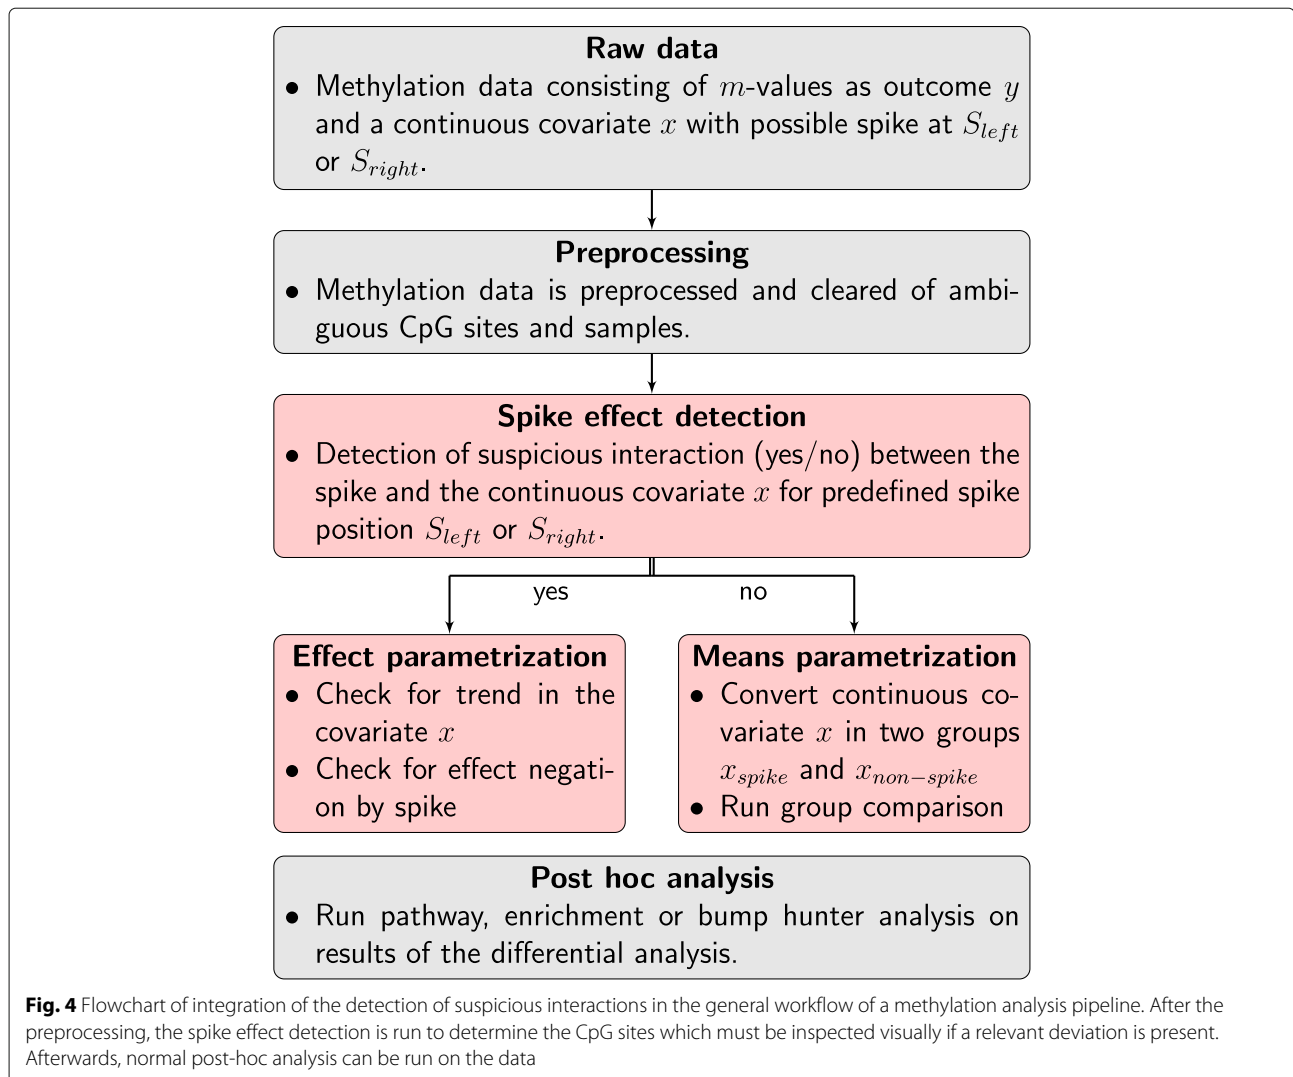 Raw data
• Methylation data consisting of m-values as outcome y
and a continuous covariate x with possible spike at S_left
or S_right.
Preprocessing
• Methylation data is preprocessed and cleared of ambi-
guous CpG sites and samples.
Spike effect detection
• Detection of suspicious interaction (yes/no) between the
spike and the continuous covariate x for predefined spike
position S_left or S_right.
yes
no
Effect parametrization
• Check for trend in the
covariate x
• Check for effect negati-
on by spike
Means parametrization
• Convert continuous co-
variate x in two groups
x_spike and x_non−spike
• Run group comparison
Post hoc analysis
• Run pathway, enrichment or bump hunter analysis on
results of the differential analysis.
Fig. 4 Flowchart of integration of the detection of suspicious interactions in the general workflow of a methylation analysis pipeline. After the
preprocessing, the spike effect detection is run to determine the CpG sites which must be inspected visually if a relevant deviation is present.
Afterwards, normal post-hoc analysis can be run on the data